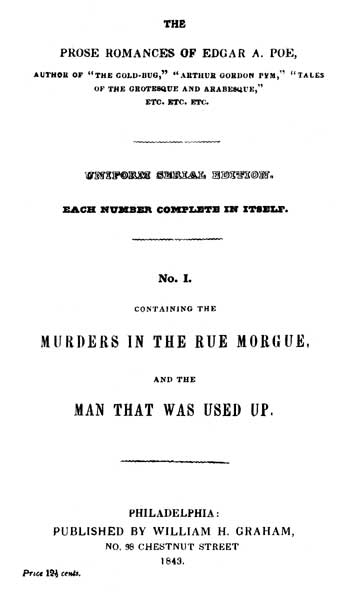 THE
PROSE ROMANCES OF EDGAR A. POE,
AUTHOR OF "THE GOLD-BUG," "ARTHUR GORDON PYM," "TALES
OF THE GROTESQUE AND ARABESQUE,"
ETC. ETC. ETC.
UNIFORM SERIAL EDITION.
EACH NUMBER COMPLETE IN ITSELF.
No. I.
CONTAINING THE
MURDERS IN THE RUE MORGUE,
AND THE
MAN THAT WAS USED UP.
PHILADELPHIA:
PUBLISHED BY WILLIAM H. GRAHAM,
NO. 98 CHESTNUT STREET
1843.
Price 12½ cents.